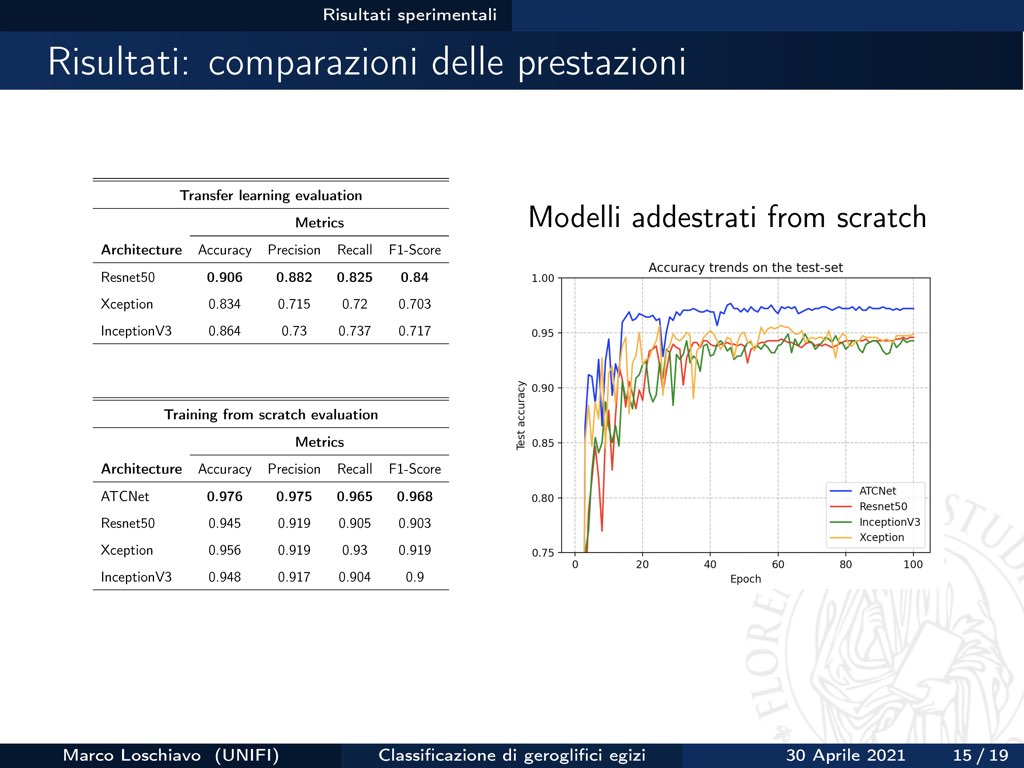 Risultati sperimentali
Risultati: comparazioni delle prestazioni
Transfer learning evaluation
Metrics
Architecture Accuracy Precision Recall F1-Score
Resnet50 0.906 0.882 0.825 0.84
Xception 0.834 0.715 0.72 0.703
InceptionV3 0.864 0.73 0.737 0.717
Training from scratch evaluation
Metrics
Architecture Accuracy Precision Recall F1-Score
ATCNet 0.976 0.975 0.965 0.968
Resnet50 0.945 0.919 0.905 0.903
Xception 0.956 0.919 0.93 0.919
InceptionV3 0.948 0.917 0.904 0.9
Modelli addestrati from scratch
Accuracy trends on the test-set
1.00
0.95
0.90
0.85
0.80
0.75
Test accuracy
0 20 40 60 80 100
Epoch
ATCNet
Resnet50
InceptionV3
Xception
Marco Loschiavo (UNIFI) Classificazione di geroglifici egizi 30 Aprile 2021 15 / 19